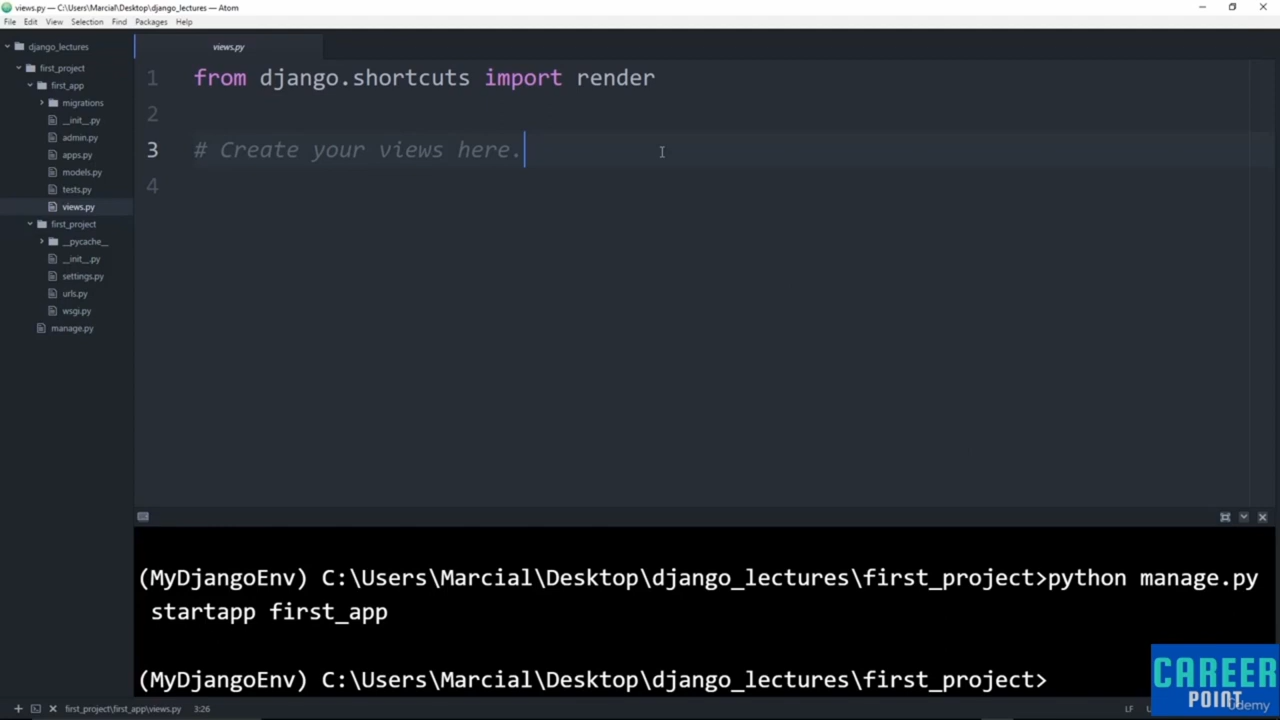 views.py — C:\Users\Marcial\Desktop\django_lectures — Atom
File Edit View Selection Find Packages Help
django_lectures
first_project
first_app
migrations
__init__.py
admin.py
apps.py
models.py
tests.py
views.py
first_project
__pycache__
__init__.py
settings.py
urls.py
wsgi.py
manage.py
views.py
1 from django.shortcuts import render
2
3 # Create your views here.
4
(MyDjangoEnv) C:\Users\Marcial\Desktop\django_lectures\first_project>python manage.py
startapp first_app
(MyDjangoEnv) C:\Users\Marcial\Desktop\django_lectures\first_project>
first_project\first_app\views.py 3:26
LF
CAREER
POINT
Udemy